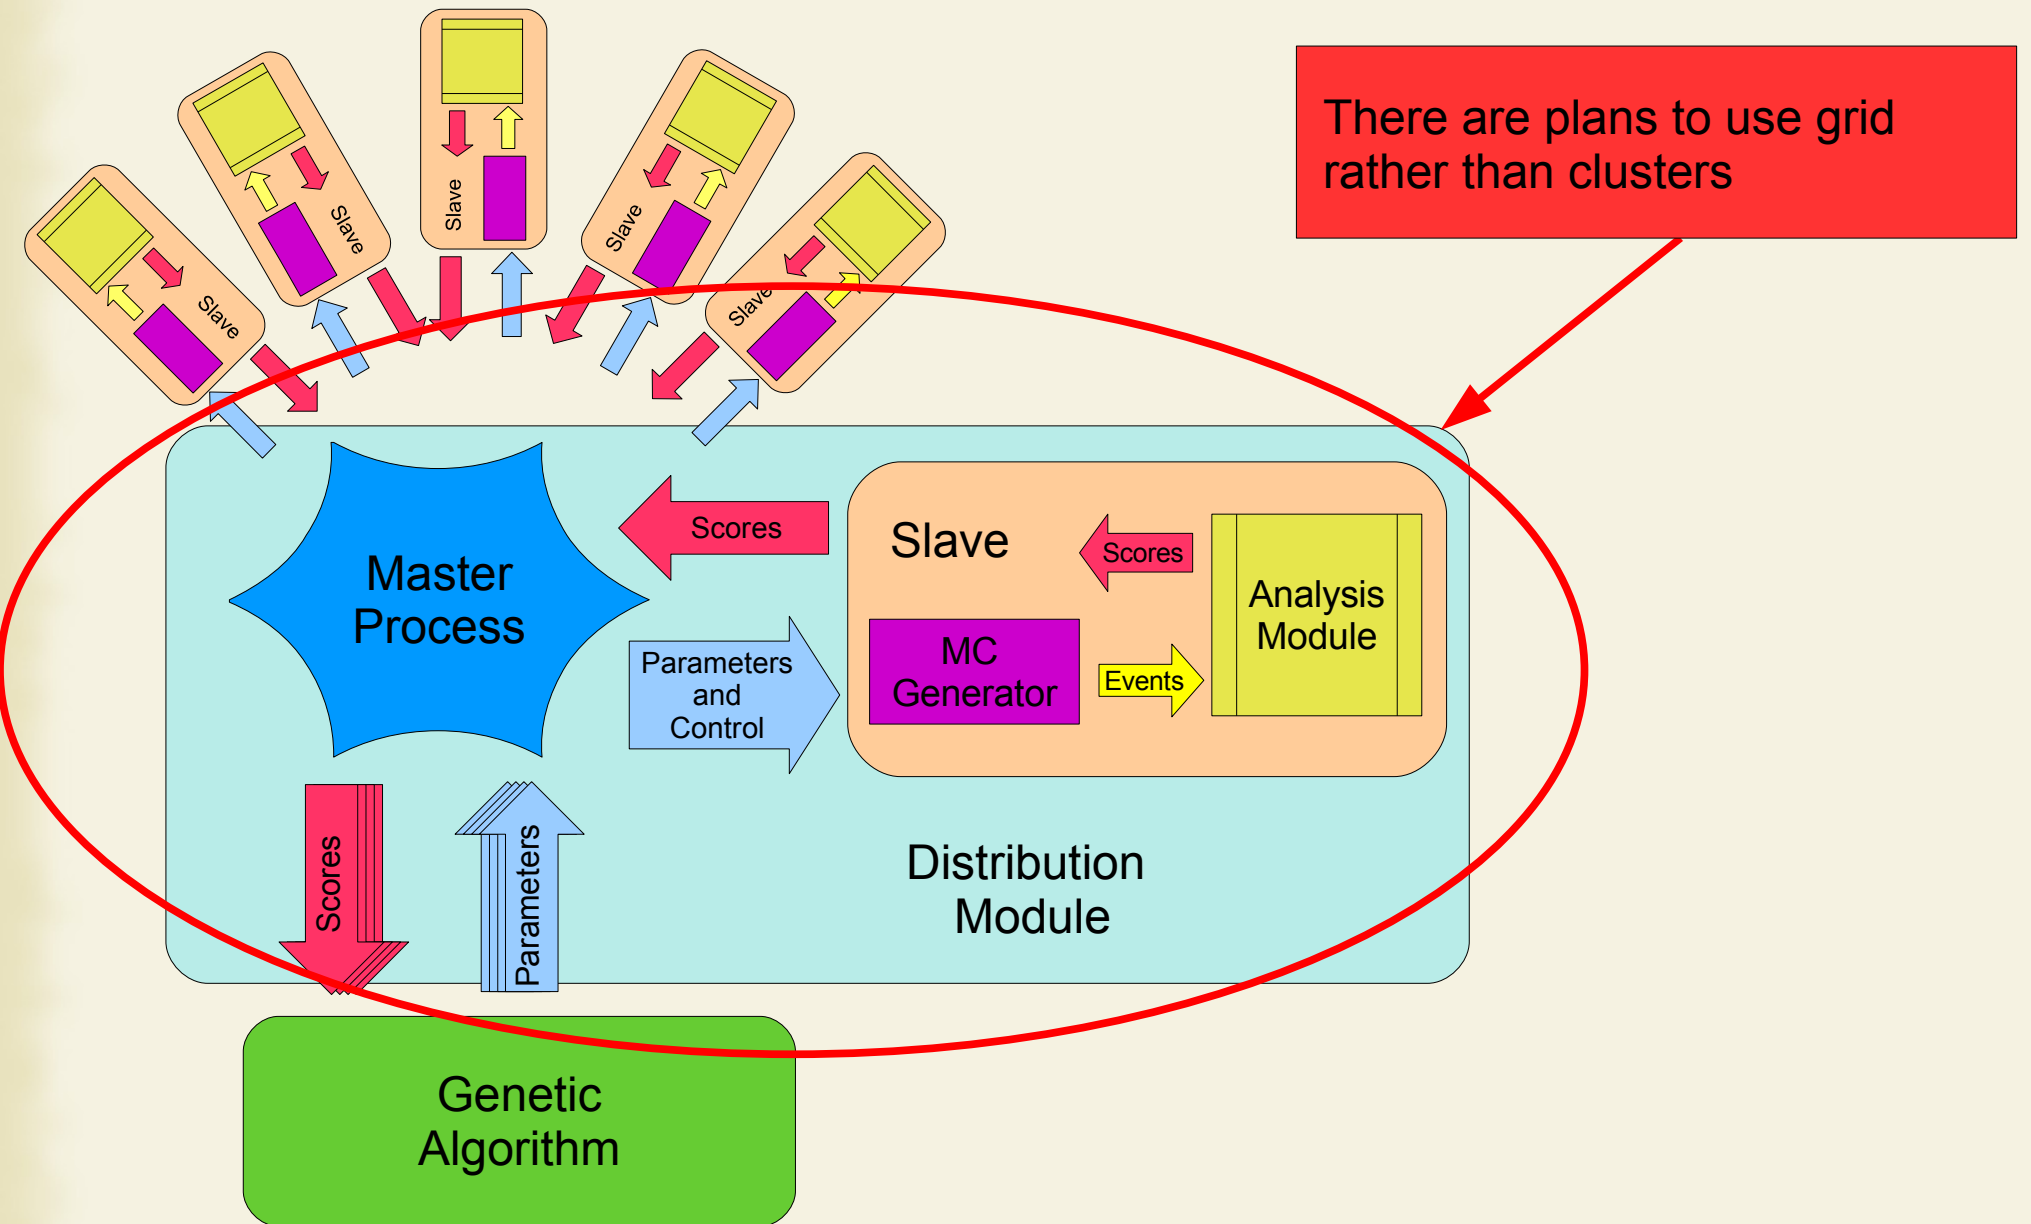 Slave
Slave
Slave
Slave
Slave
There are plans to use grid
rather than clusters
Master
Process
Scores
Parameters
and
Control
Slave
Scores
MC
Generator
Events
Analysis
Module
Scores
Parameters
Distribution
Module
Genetic
Algorithm